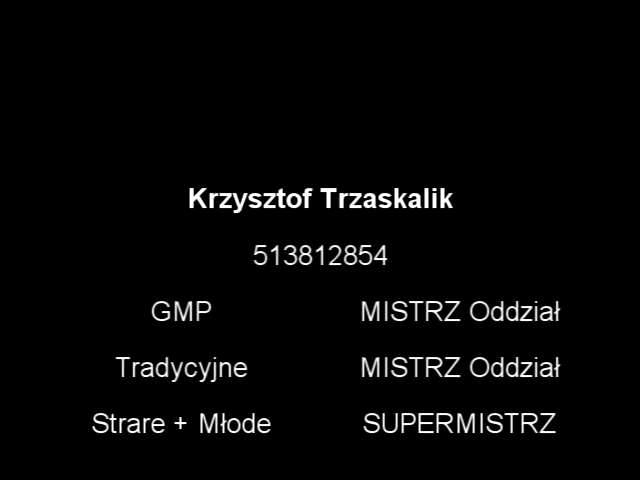 Krzysztof Trzaskalik
513812854
GMP MISTRZ Oddział
Tradycyjne MISTRZ Oddział
Strare + Młode SUPERMISTRZ